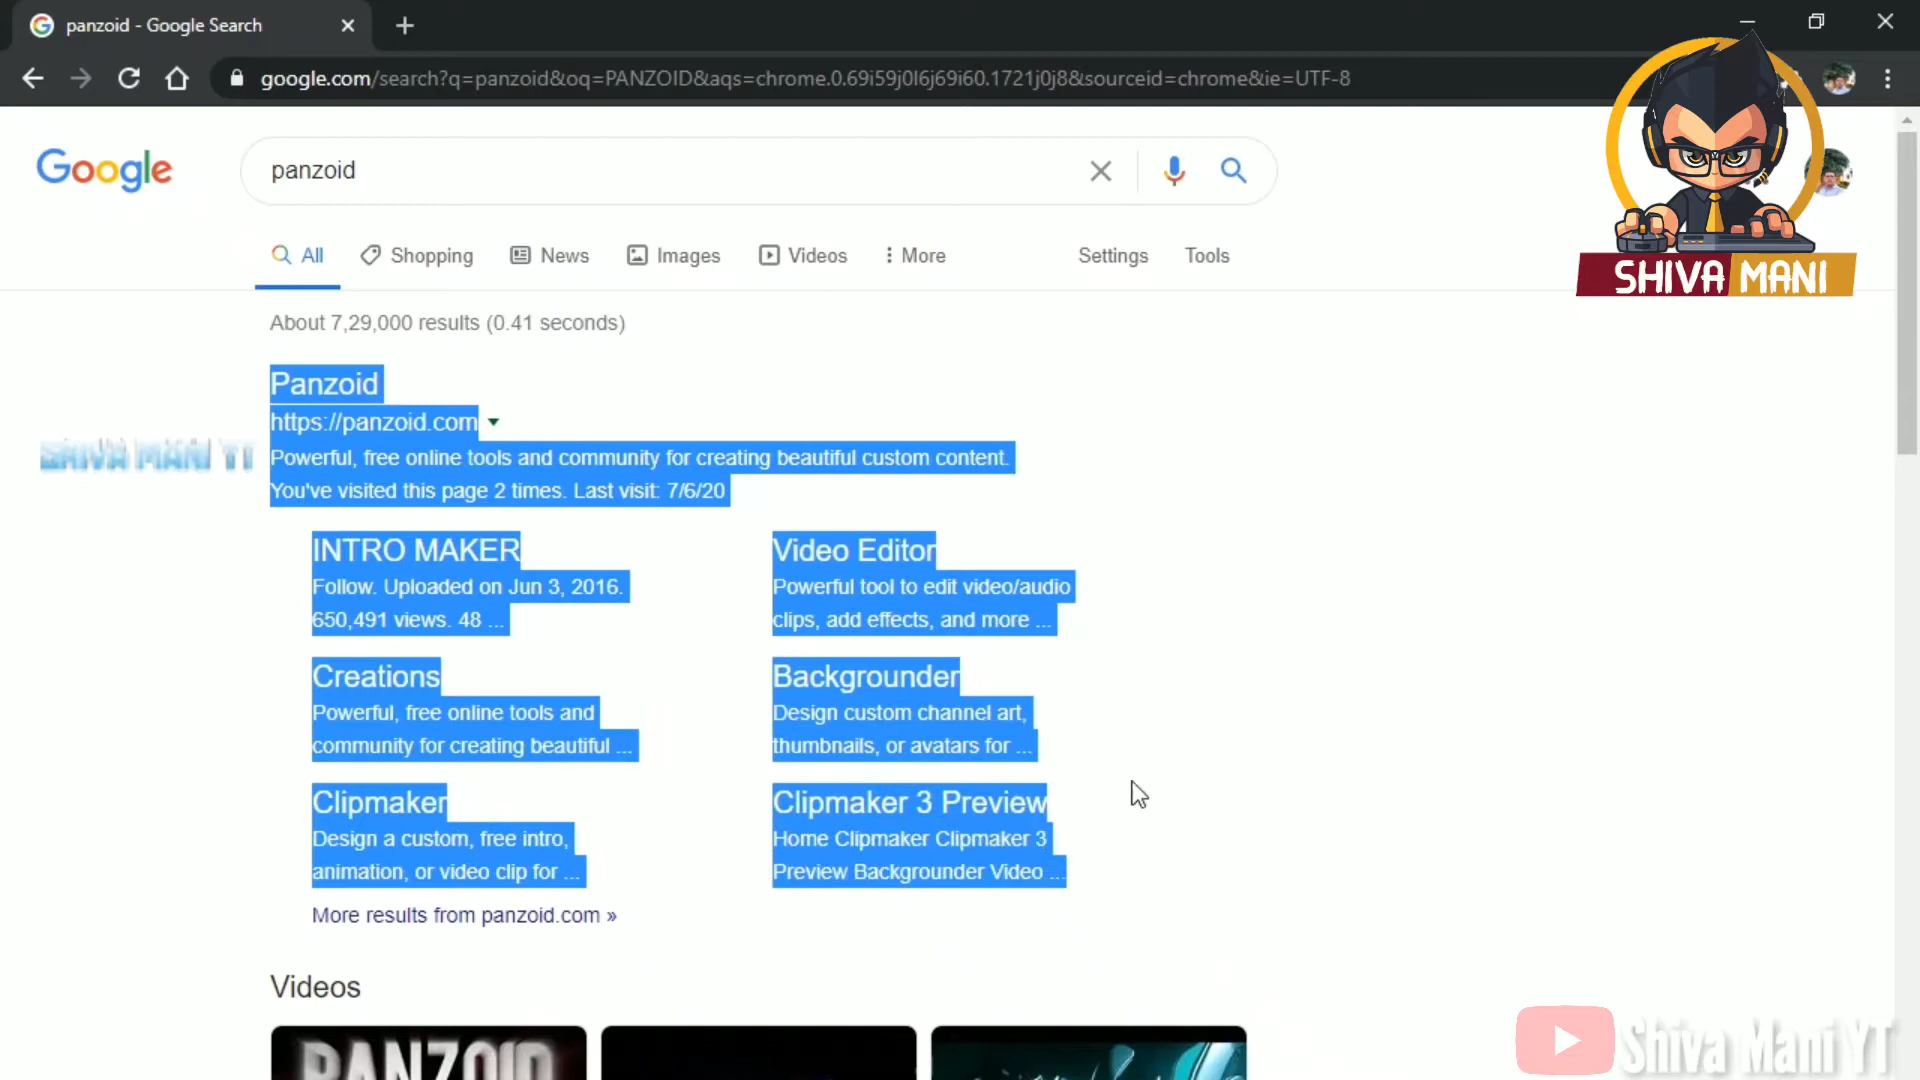 panzoid - Google Search
google.com/search?q=panzoid&oq=PANZOID&aqs=chrome.0.69i59j0l6j69i60.1721j0j8&sourceid=chrome&ie=UTF-8
Google
panzoid
All
Shopping
News
Images
Videos
More
Settings
Tools
SHIVA MANI
About 7,29,000 results (0.41 seconds)
Panzoid
https://panzoid.com
SHIVA MANI YT
Powerful, free online tools and community for creating beautiful custom content.
You've visited this page 2 times. Last visit: 7/6/20
INTRO MAKER
Follow. Uploaded on Jun 3, 2016.
650,491 views. 48 ...
Video Editor
Powerful tool to edit video/audio
clips, add effects, and more ...
Creations
Powerful, free online tools and
community for creating beautiful ...
Backgrounder
Design custom channel art,
thumbnails, or avatars for ...
Clipmaker
Design a custom, free intro,
animation, or video clip for ...
Clipmaker 3 Preview
Home Clipmaker Clipmaker 3
Preview Backgrounder Video ...
More results from panzoid.com »
Videos
PANZOID
Shiva Mani YT